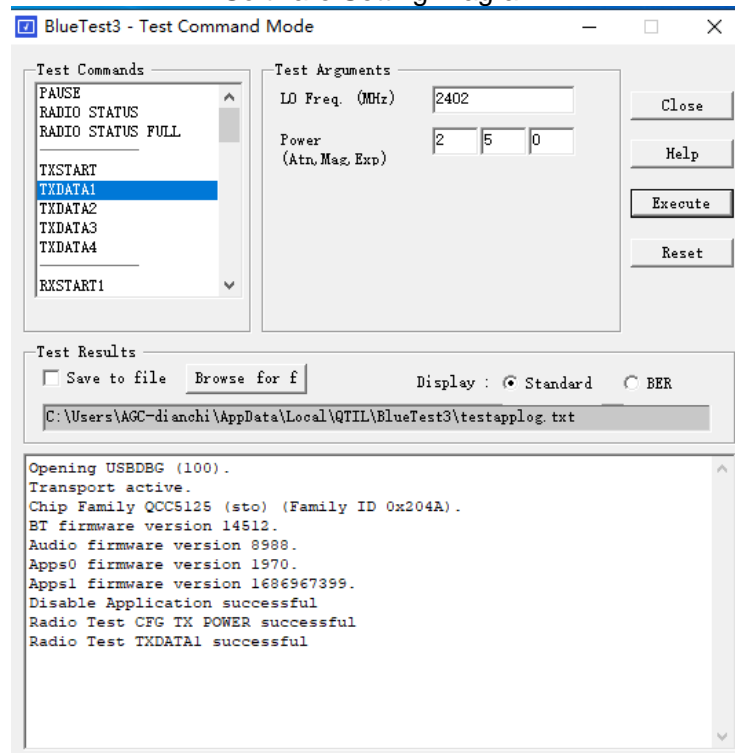 BlueTest3 - Test Command Mode
Test Commands
PAUSE
RADIO STATUS
RADIO STATUS FULL
TXSTART
TXDATA1
TXDATA2
TXDATA3
TXDATA4
RXSTART1
Test Arguments
LO Freq. (MHz) 2402
Power 2 5 0
(Atn,Mag,Exp)
Close
Help
Execute
Reset
Test Results
Save to file Browse for f Display : Standard BER
C:\Users\AGC-dianchi\AppData\Local\QTIL\BlueTest3\testapplog.txt
Opening USBDBG (100).
Transport active.
Chip Family QCC5125 (sto) (Family ID 0x204A).
BT firmware version 14512.
Audio firmware version 8988.
Apps0 firmware version 1970.
Apps1 firmware version 1686967399.
Disable Application successful
Radio Test CFG TX POWER successful
Radio Test TXDATA1 successful